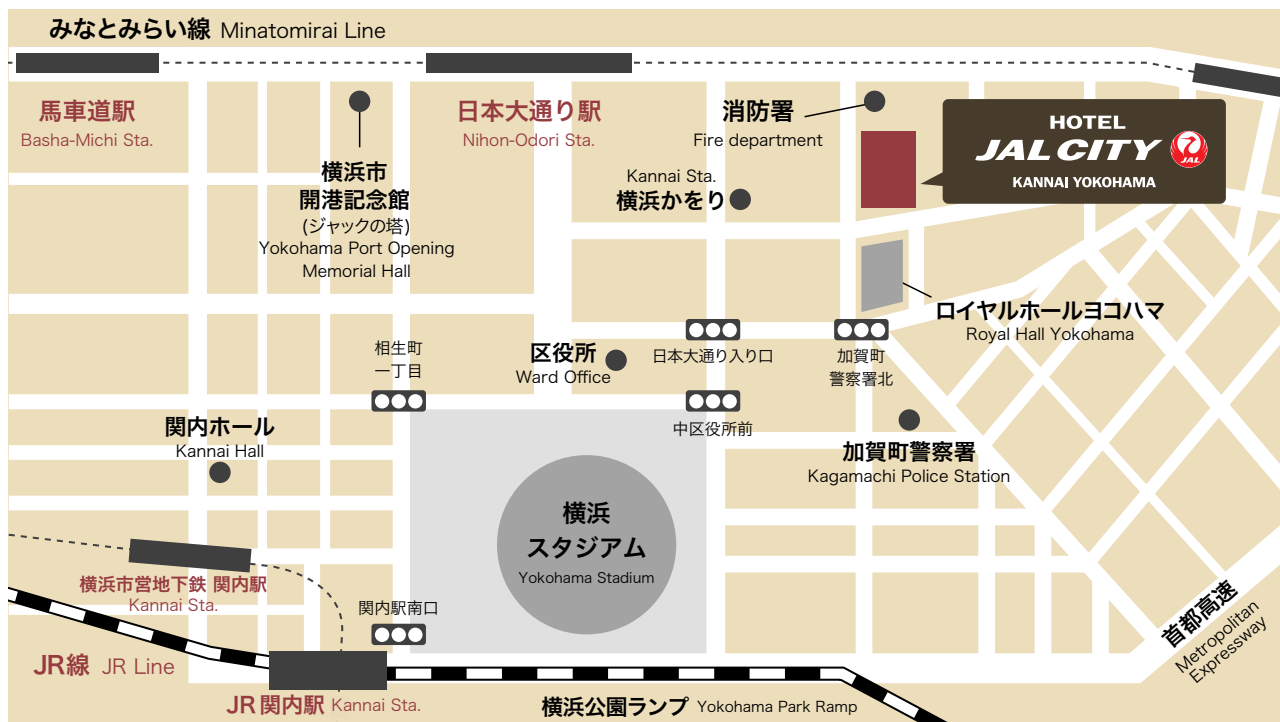 みなとみらい線 Minatomirai Line
馬車道駅
Basha-Michi Sta.
日本大通り駅
Nihon-Odori Sta.
消防署
Fire department
HOTEL
JAL CITY
JAL
KANNAI YOKOHAMA
横浜市
開港記念館
(ジャックの塔)
Yokohama Port Opening
Memorial Hall
Kannai Sta.
横浜かをり
ロイヤルホールヨコハマ
Royal Hall Yokohama
相生町
一丁目
区役所
Ward Office
日本大通り入り口
加賀町
警察署北
関内ホール
Kannai Hall
中区役所前
加賀町警察署
Kagamachi Police Station
横浜
スタジアム
Yokohama Stadium
横浜市営地下鉄 関内駅
Kannai Sta.
関内駅南口
首都高速
Metropolitan
Expressway
JR線 JR Line
JR関内駅 Kannai Sta.
横浜公園ランプ Yokohama Park Ramp